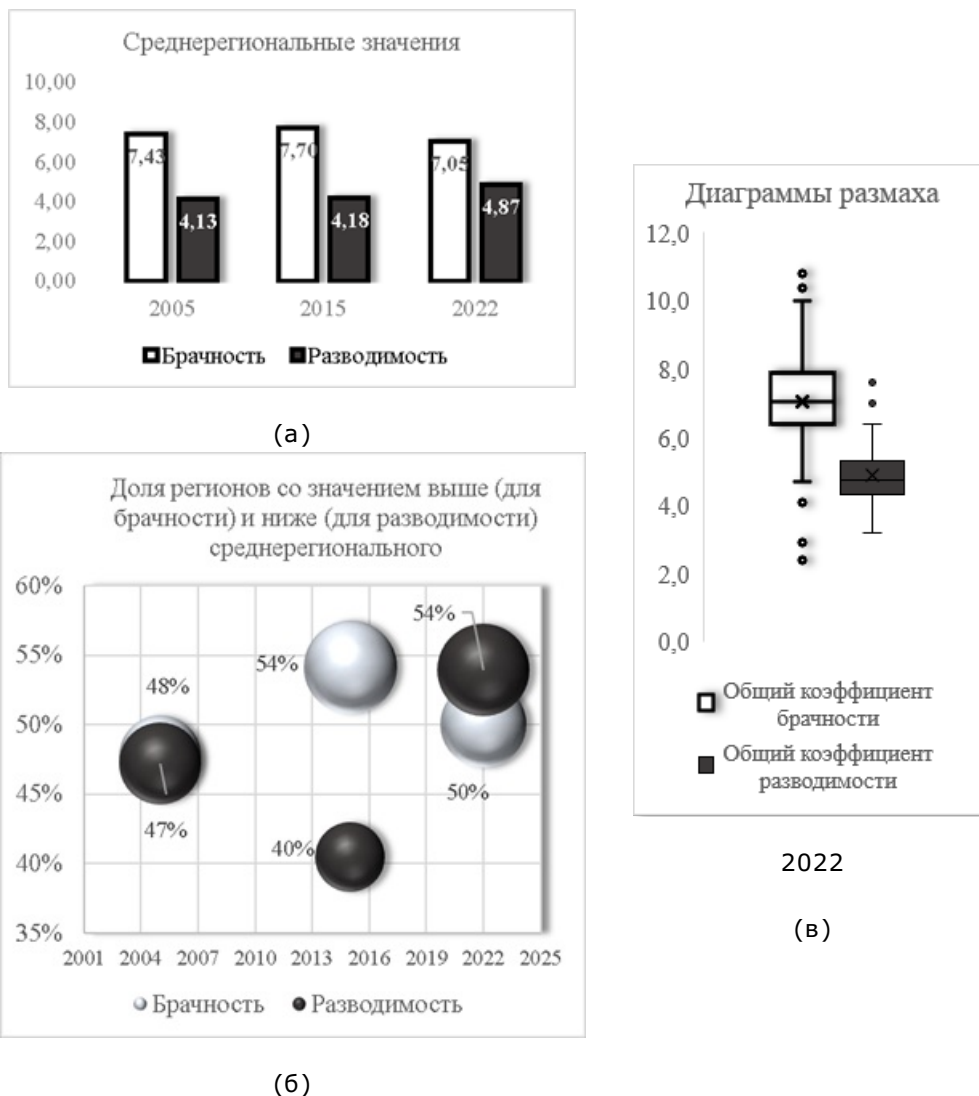 Среднерегиональные значения
10,00
8,00
6,00
4,00
2,00
0,00
7,43
4,13
7,70
4,18
7,05
4,87
2005
2015
2022
Брачность
Разводимость
(а)
Доля регионов со значением выше (для
брачности) и ниже (для разводимости)
среднерегионального
60%
55%
50%
45%
40%
35%
48%
47%
54%
40%
54%
50%
2001
2004
2007
2010
2013
2016
2019
2022
2025
Брачность
Разводимость
(б)
Диаграммы размаха
12,0
10,0
8,0
6,0
4,0
2,0
0,0
Общий коэффициент
брачности
Общий коэффициент
разводимости
2022
(в)